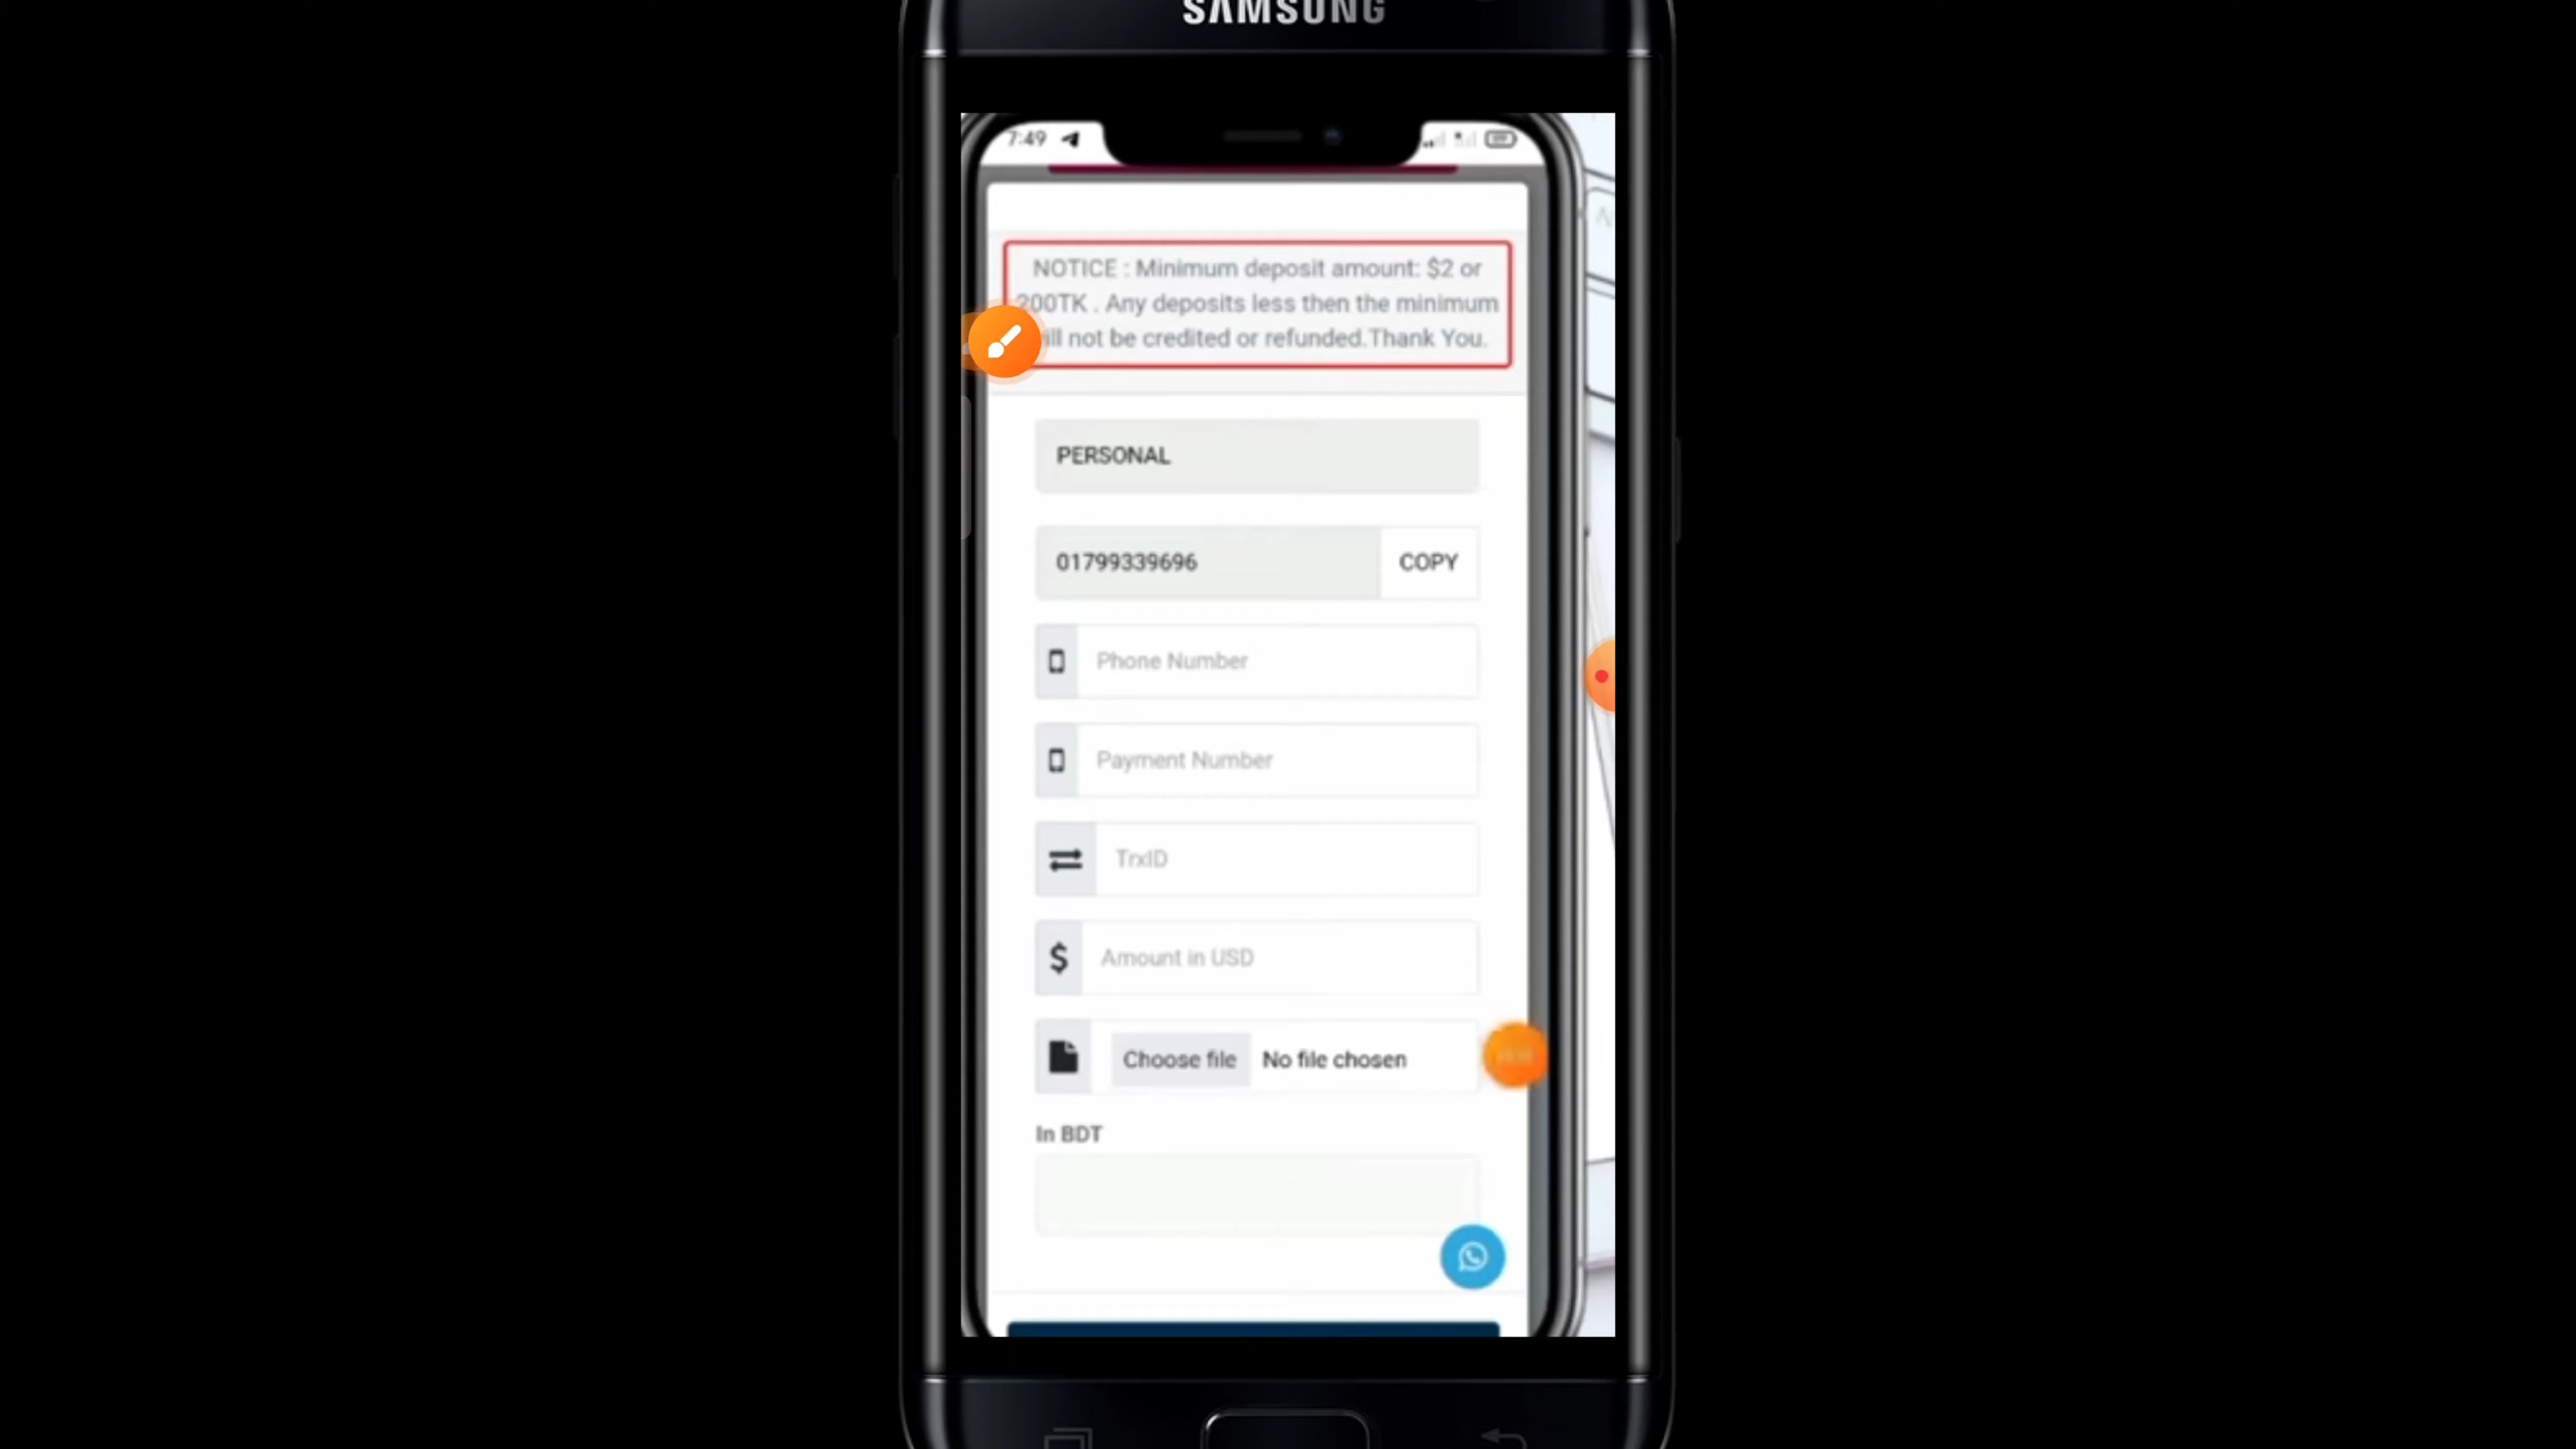 SAMSUNG
7:49
NOTICE : Minimum deposit amount: $2 or
200TK . Any deposits less then the minimum
will not be credited or refunded.Thank You.
PERSONAL
01799339696
COPY
Phone Number
Payment Number
TrxID
$
Amount in USD
Choose file
No file chosen
In BDT